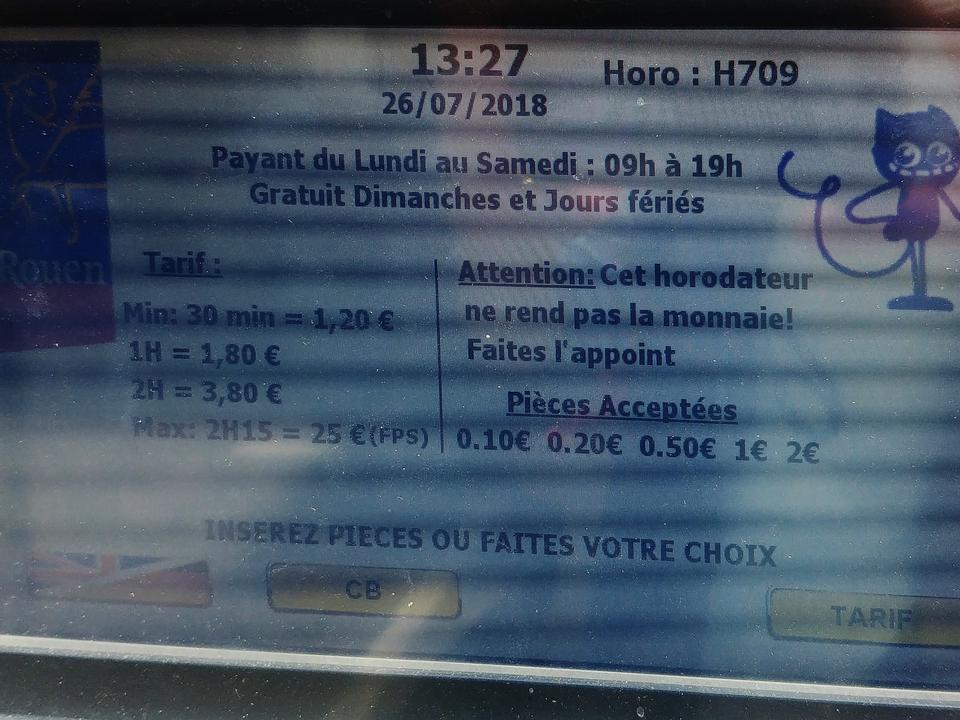 13:27
Horo : H709
26/07/2018
Payant du Lundi au Samedi : 09h à 19h
Gratuit Dimanches et Jours fériés
Rouen
Tarif :
Min: 30 min = 1,20 €
1H = 1,80 €
2H = 3,80 €
Max: 2H15 = 25 €(FPS)
Attention: Cet horodateur
ne rend pas la monnaie!
Faites l'appoint
Pièces Acceptées
0.10€ 0.20€ 0.50€ 1€ 2€
INSEREZ PIECES OU FAITES VOTRE CHOIX
CB
TARIF